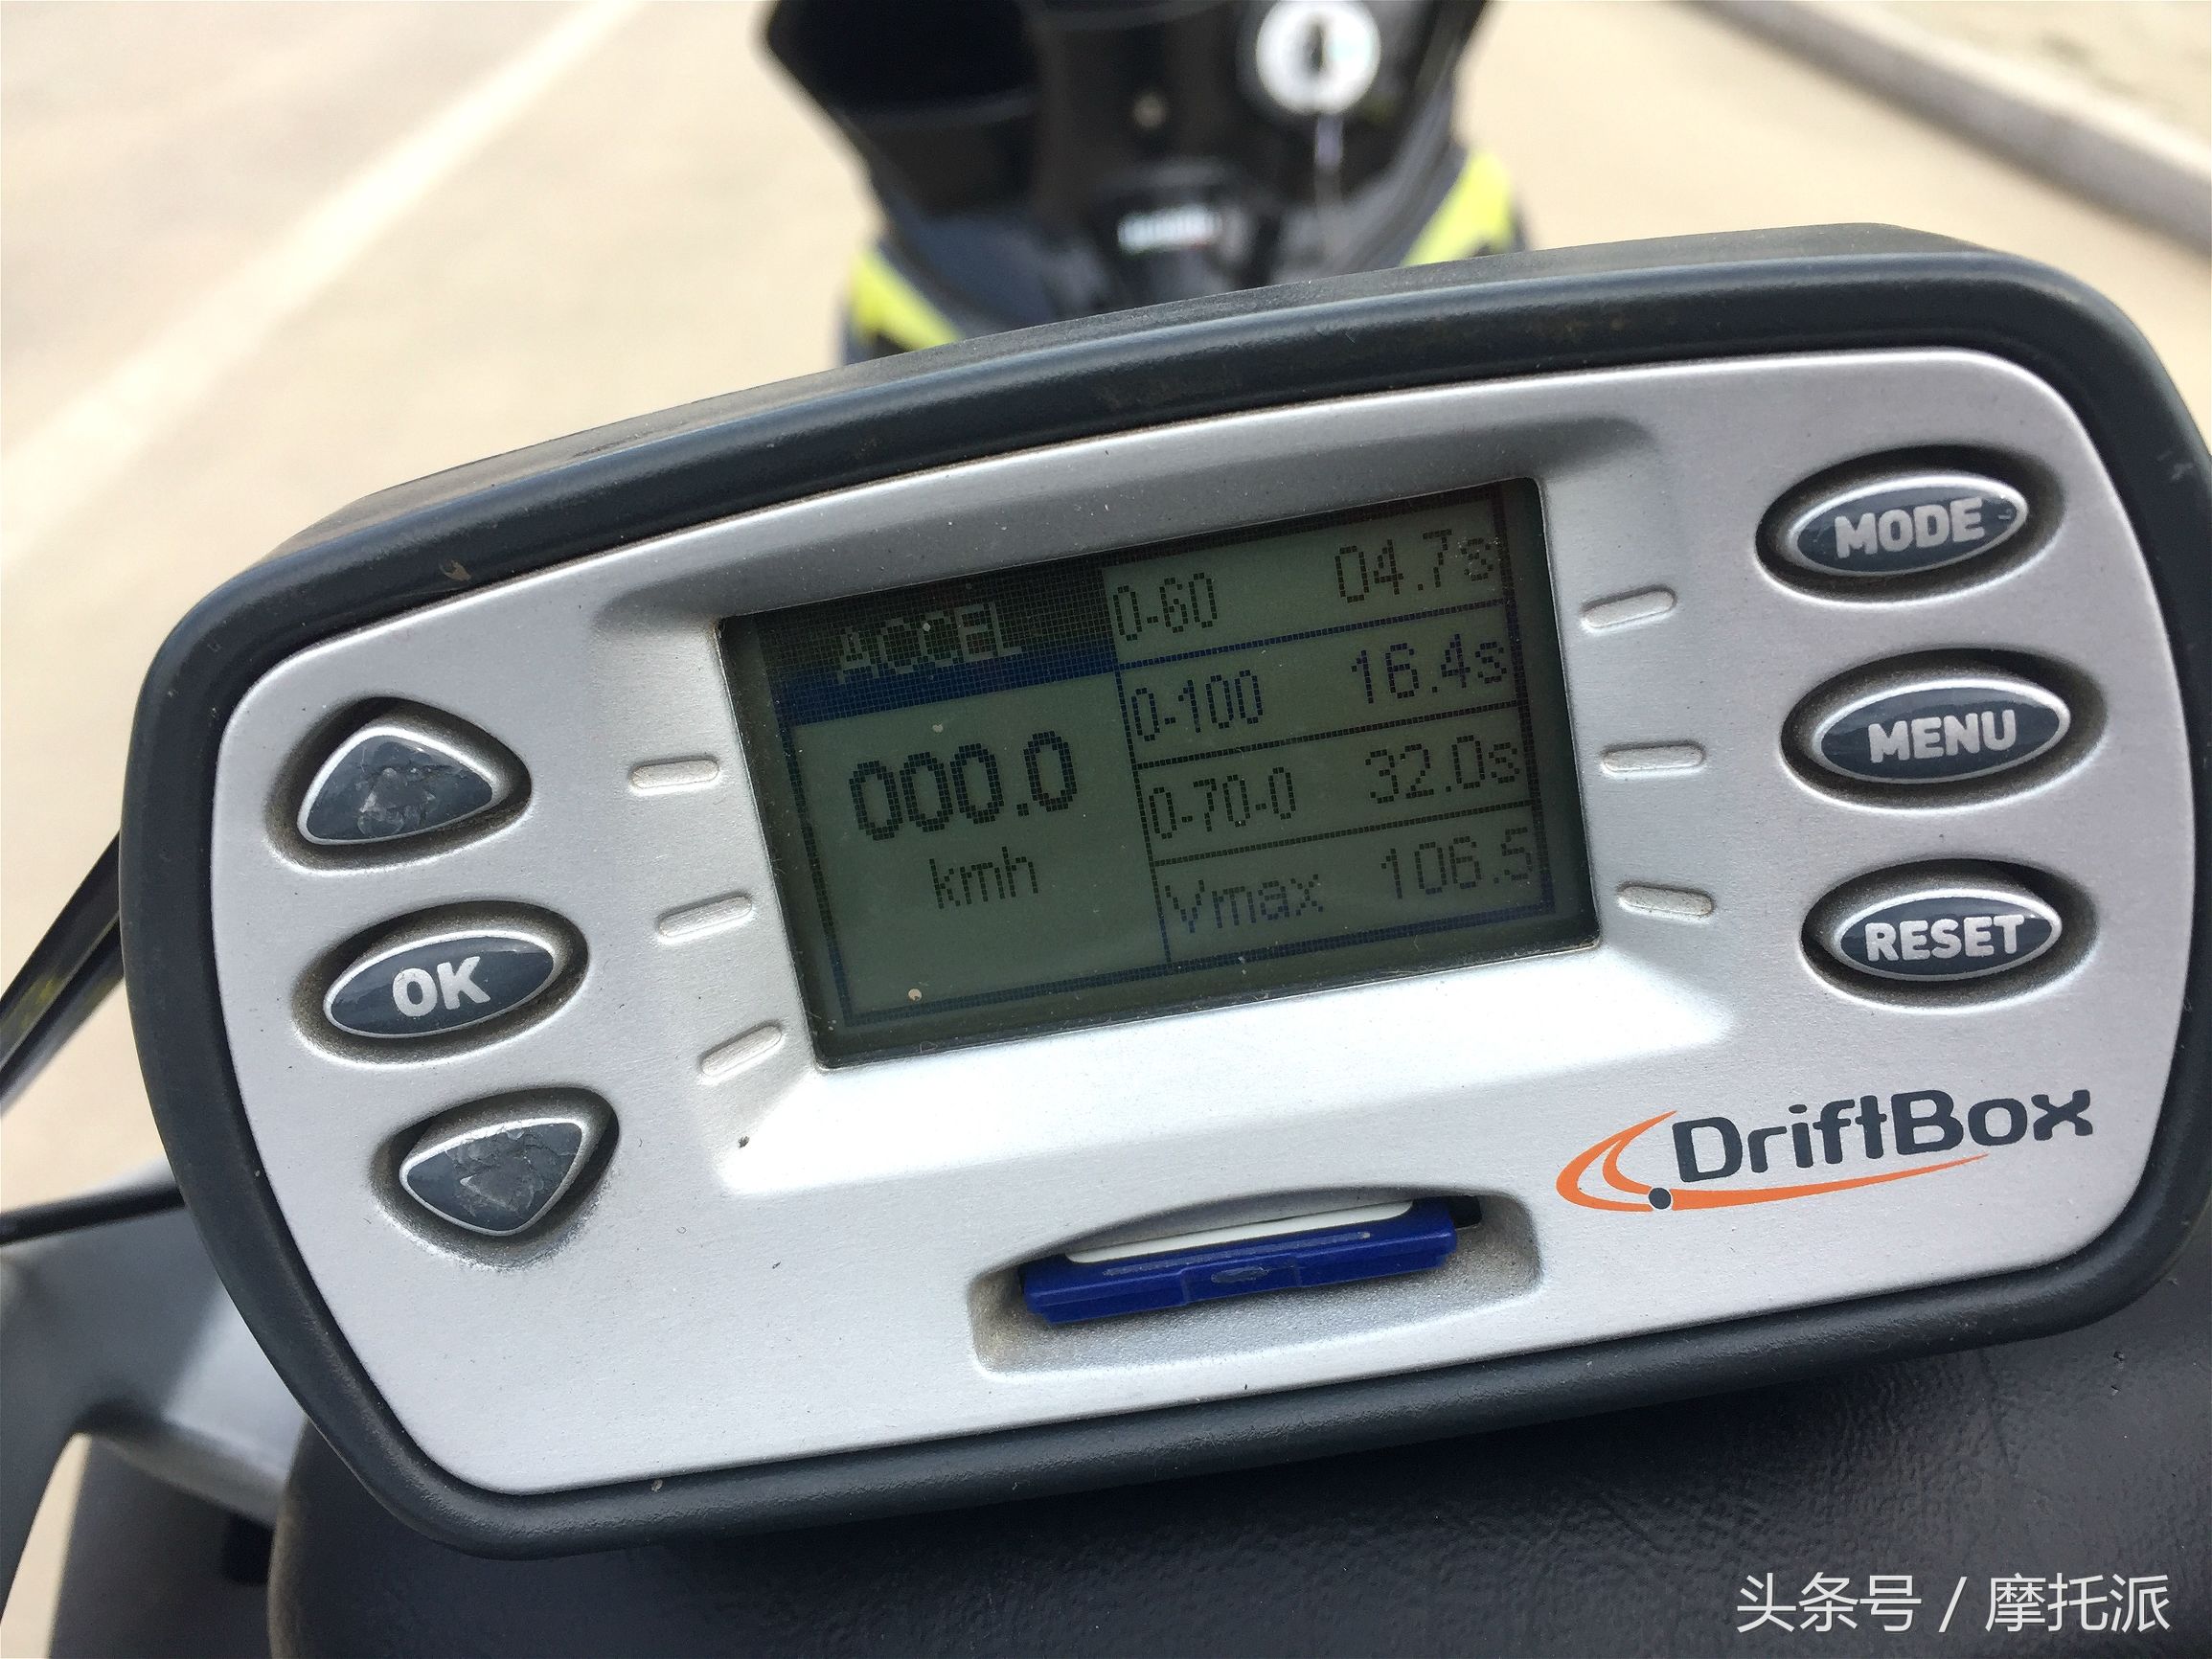 ACCEL
000.0
kmh
0-60 04.7s
0-100 16.4s
0-70-0 32.0s
Vmax 106.5
MODE
MENU
RESET
OK
DriftBox
头条号 / 摩托派